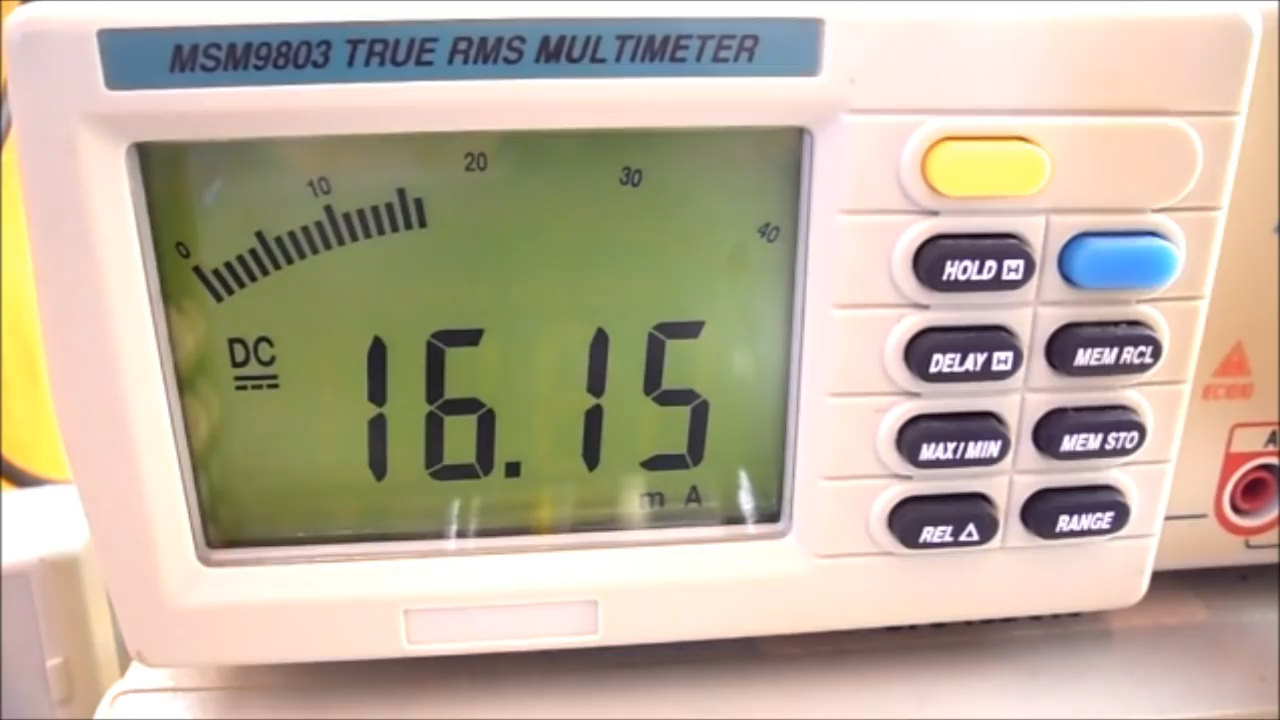 MSM9803 TRUE RMS MULTIMETER
0 10 20 30 40
DC
16.15
m A
HOLD H
DELAY H
MEM RCL
MAX/MIN
MEM STO
REL △
RANGE
A